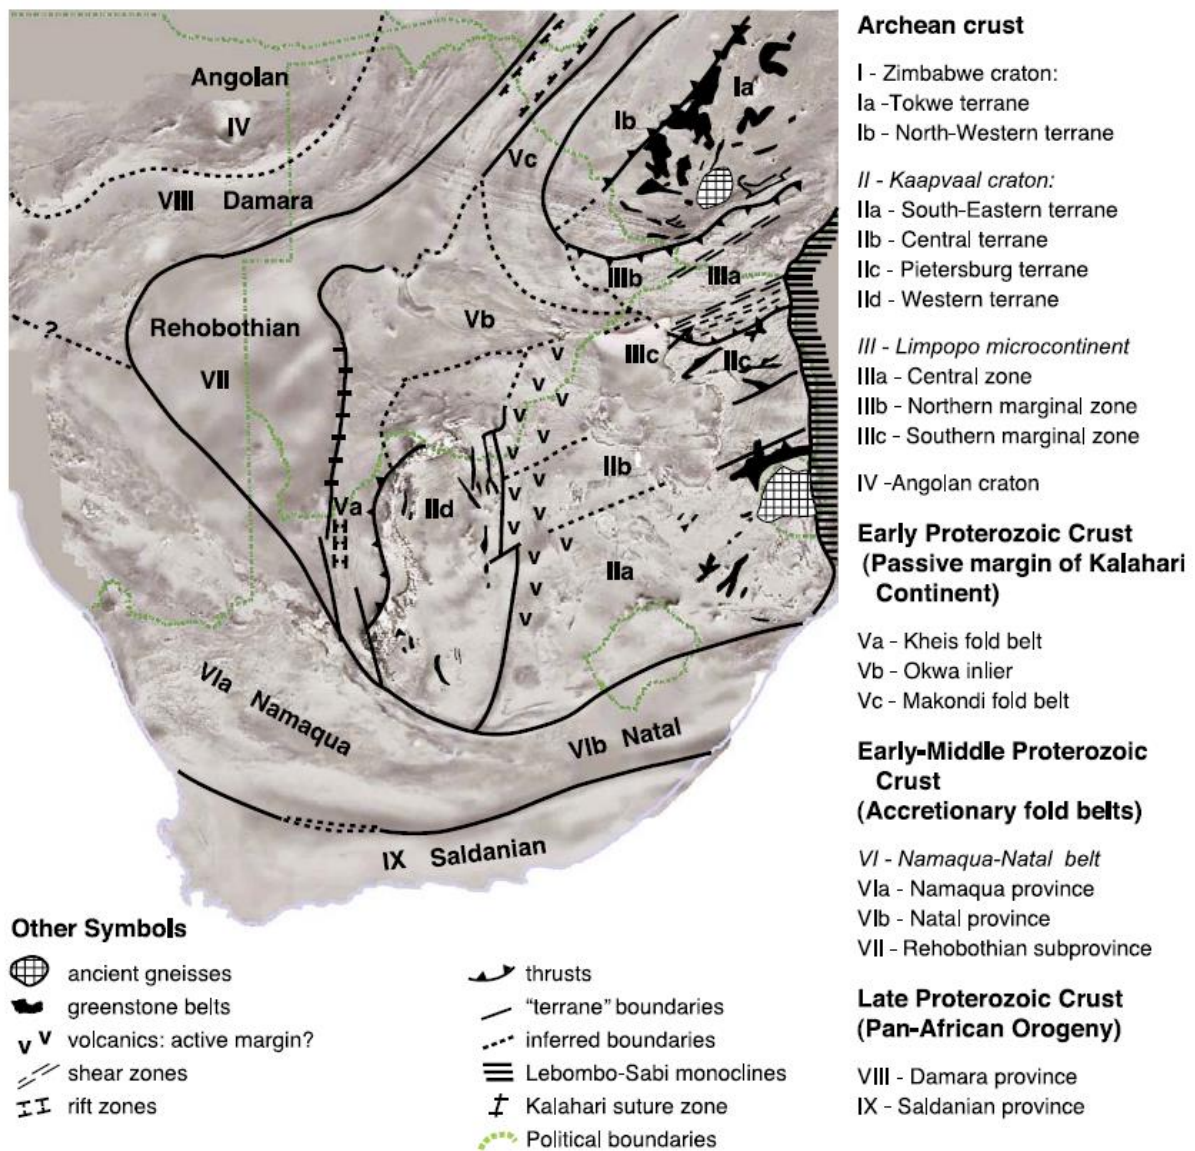 Angolan
IV
VIII Damara
Rehobothian
VII
?
Vb
Vc
Ia
Ib
IIIb
IIIa
IIIc
IIc
IIb
IId
Va
IIa
V V V V V V V V V V V V V V V
VIa Namaqua
VIb Natal
IX Saldanian
Other Symbols
ancient gneisses
greenstone belts
V V volcanics: active margin?
shear zones
rift zones
thrusts
“terrane” boundaries
inferred boundaries
Lebombo-Sabi monoclines
Kalahari suture zone
Political boundaries
Archean crust
I - Zimbabwe craton:
Ia -Tokwe terrane
Ib - North-Western terrane
II - Kaapvaal craton:
IIa - South-Eastern terrane
IIb - Central terrane
IIc - Pietersburg terrane
IId - Western terrane
III - Limpopo microcontinent
IIIa - Central zone
IIIb - Northern marginal zone
IIIc - Southern marginal zone
IV -Angolan craton
Early Proterozoic Crust
(Passive margin of Kalahari
Continent)
Va - Kheis fold belt
Vb - Okwa inlier
Vc - Makondi fold belt
Early-Middle Proterozoic
Crust
(Accretionary fold belts)
VI - Namaqua-Natal belt
VIa - Namaqua province
VIb - Natal province
VII - Rehobothian subprovince
Late Proterozoic Crust
(Pan-African Orogeny)
VIII - Damara province
IX - Saldanian province